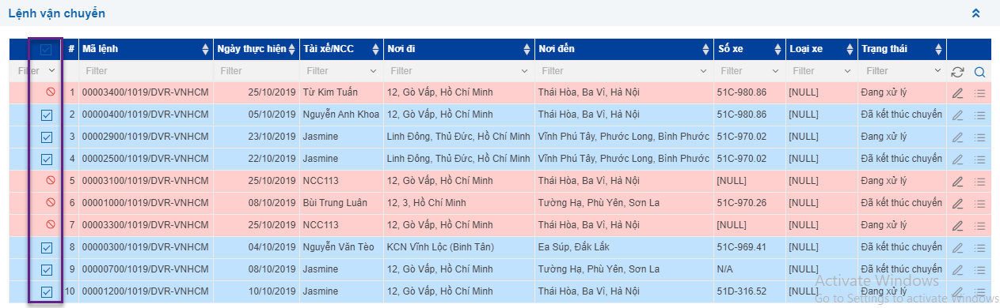 Lệnh vận chuyển
# Mã lệnh Ngày thực hiện Tài xế/NCC Nơi đi Nơi đến Số xe Loại xe Trạng thái
Filter Filter Filter Filter Filter Filter Filter Filter Filter
1 00003400/1019/DVR-VNHCM 25/10/2019 Từ Kim Tuấn 12, Gò Vấp, Hồ Chí Minh Thái Hòa, Ba Vì, Hà Nội 51C-980.86 [NULL] Đang xử lý
2 00000400/1019/DVR-VNHCM 05/10/2019 Nguyễn Anh Khoa 12, Gò Vấp, Hồ Chí Minh Thái Hòa, Ba Vì, Hà Nội 51C-980.86 [NULL] Đã kết thúc chuyến
3 00002900/1019/DVR-VNHCM 23/10/2019 Jasmine Linh Đông, Thủ Đức, Hồ Chí Minh Vĩnh Phú Tây, Phước Long, Bình Phước 51C-970.02 [NULL] Đang xử lý
4 00002500/1019/DVR-VNHCM 22/10/2019 Jasmine Linh Đông, Thủ Đức, Hồ Chí Minh Vĩnh Phú Tây, Phước Long, Bình Phước 51C-970.02 [NULL] Đã kết thúc chuyến
5 00003100/1019/DVR-VNHCM 25/10/2019 NCC113 12, Gò Vấp, Hồ Chí Minh Thái Hòa, Ba Vì, Hà Nội [NULL] [NULL] Đang xử lý
6 00001000/1019/DVR-VNHCM 08/10/2019 Bùi Trung Luân 12, 3, Hồ Chí Minh Tường Hạ, Phù Yên, Sơn La 51C-970.26 [NULL] Đang xử lý
7 00003300/1019/DVR-VNHCM 25/10/2019 NCC113 12, Gò Vấp, Hồ Chí Minh Thái Hòa, Ba Vì, Hà Nội [NULL] [NULL] Đang xử lý
8 00000300/1019/DVR-VNHCM 04/10/2019 Nguyễn Văn Tèo KCN Vĩnh Lộc (Bình Tân) Ea Súp, Đắk Lắk 51C-969.41 [NULL] Đã kết thúc chuyến
9 00000700/1019/DVR-VNHCM 08/10/2019 Jasmine 12, Gò Vấp, Hồ Chí Minh Tường Hạ, Phù Yên, Sơn La N/A [NULL] Đã kết thúc chuyến
10 00001200/1019/DVR-VNHCM 10/10/2019 Jasmine 12, Gò Vấp, Hồ Chí Minh Thái Hòa, Ba Vì, Hà Nội 51D-316.52 [NULL] Đã kết thúc chuyến
Activate Windows
Go to Settings to activate Windows